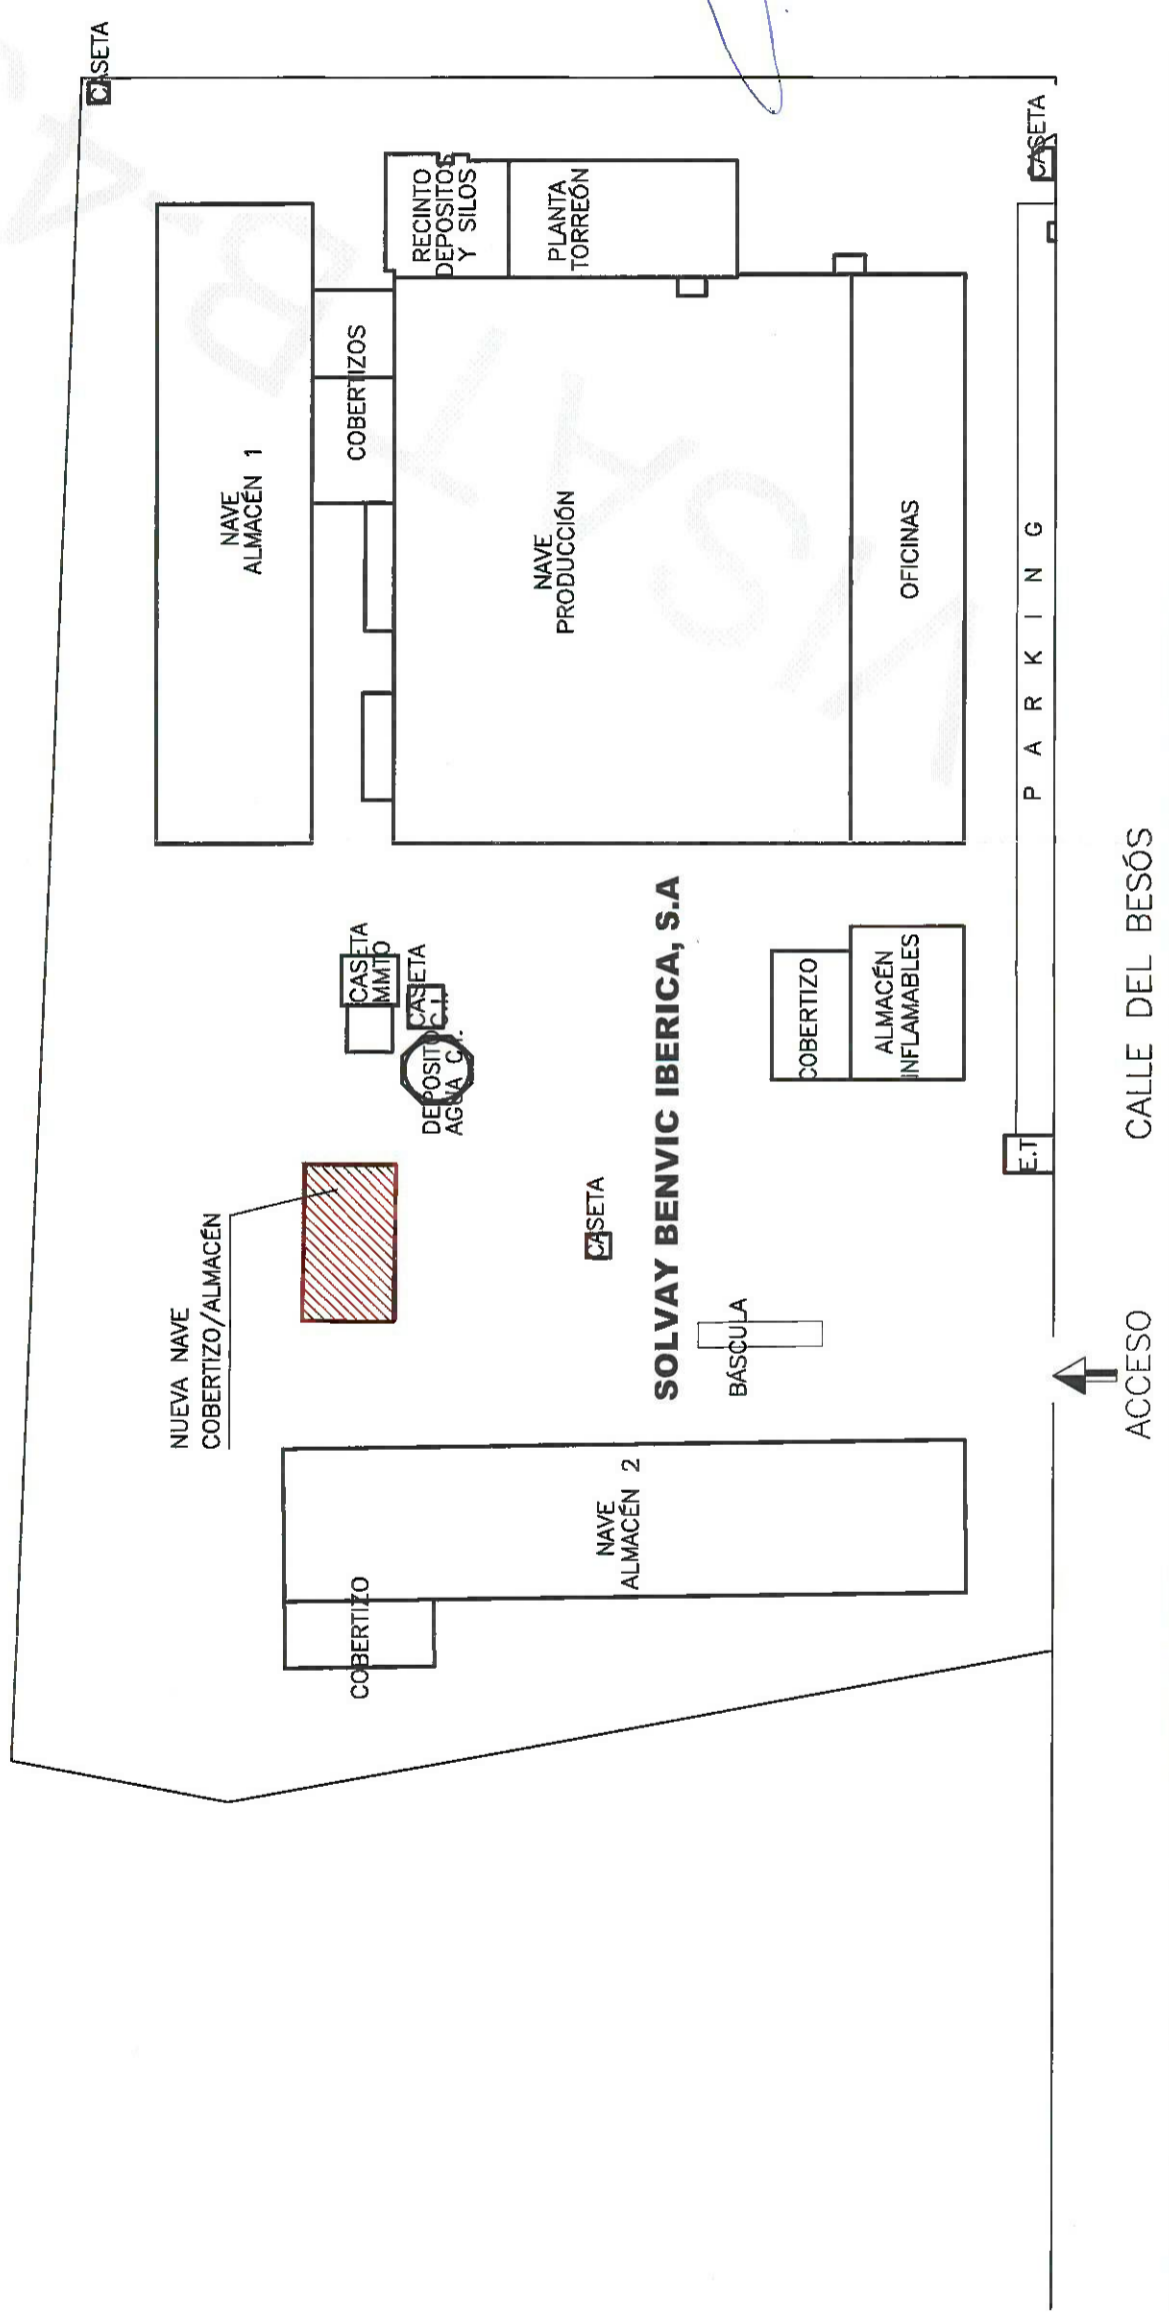 CASETA
NAVE
ALMACÉN 1
COBERTIZOS
RECINTO
DEPOSITOS
Y SILOS
PLANTA
TORREÓN
CASETA
NAVE
PRODUCCIÓN
OFICINAS
PARKING
CASETA
MMTO
CASETA
C.I.
DEPOSITO
AGUA C.I.
NUEVA NAVE
COBERTIZO/ALMACÉN
CASETA
SOLVAY BENVIC IBERICA, S.A
BÁSCULA
COBERTIZO
ALMACÉN
INFLAMABLES
E.T
NAVE
ALMACÉN 2
COBERTIZO
ACCESO
CALLE DEL BESÓS